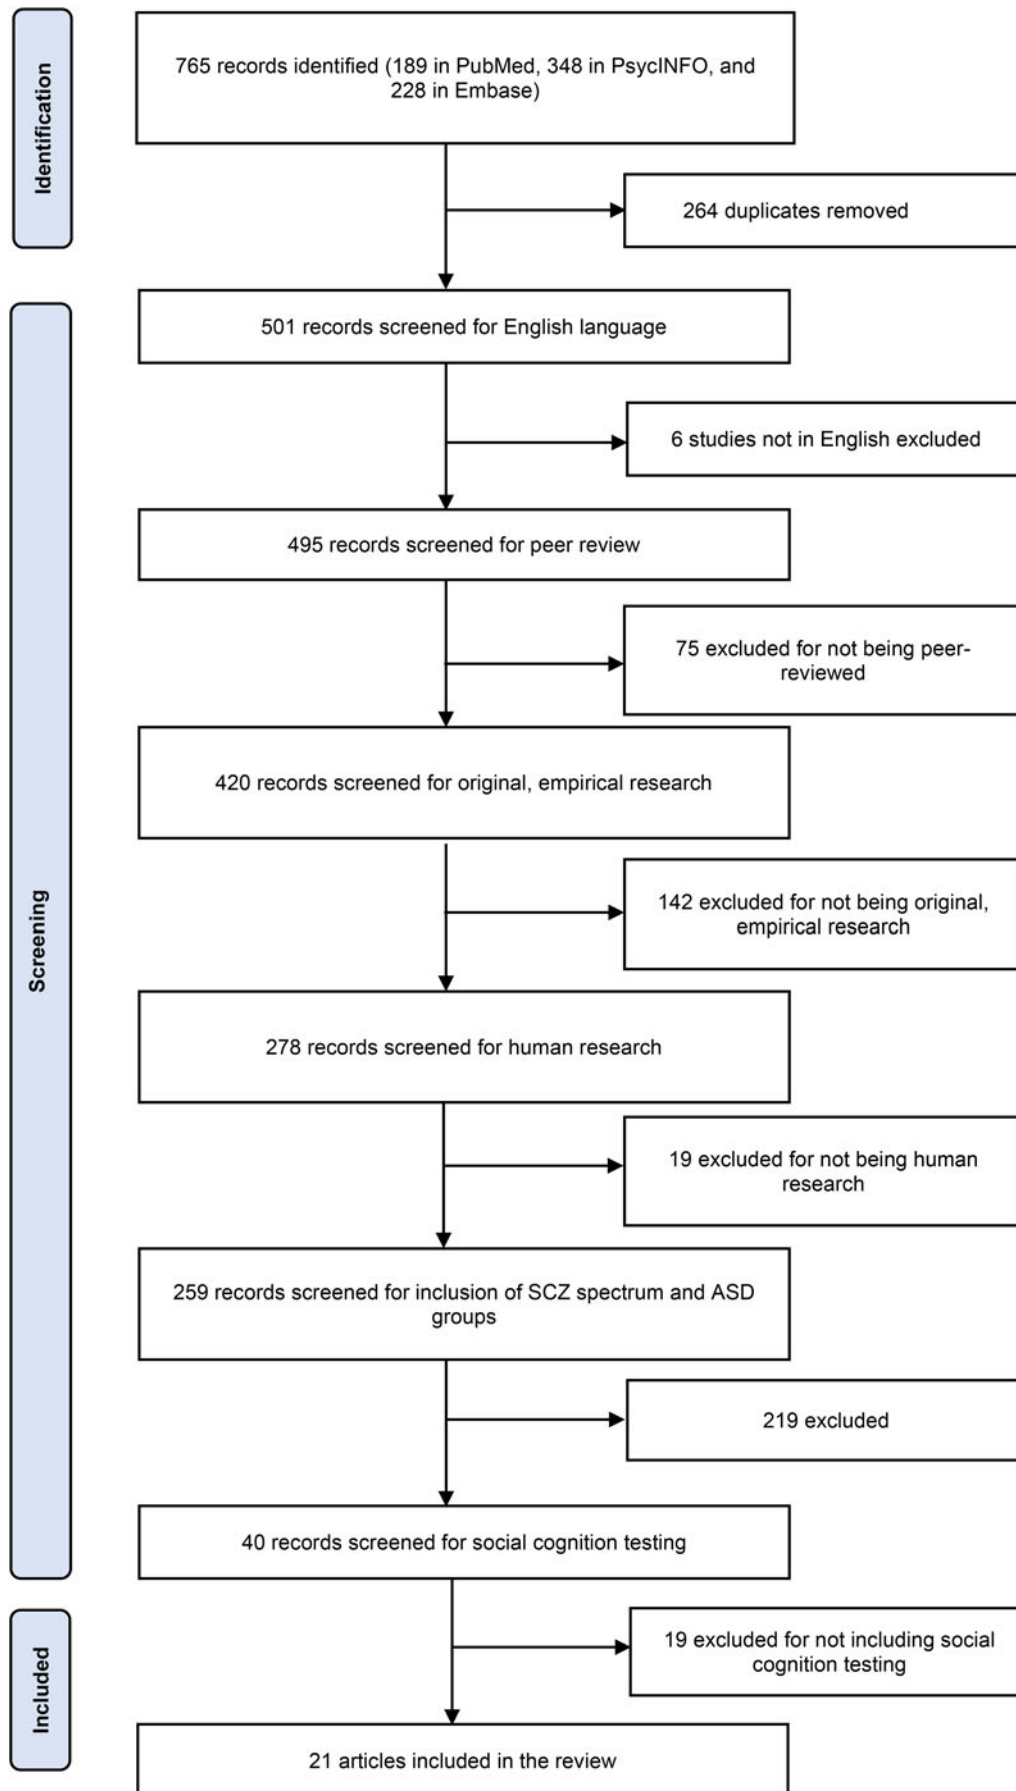 Identification
765 records identified (189 in PubMed, 348 in PsycINFO, and
228 in Embase)
264 duplicates removed
Screening
501 records screened for English language
6 studies not in English excluded
495 records screened for peer review
75 excluded for not being peer-
reviewed
420 records screened for original, empirical research
142 excluded for not being original,
empirical research
278 records screened for human research
19 excluded for not being human
research
259 records screened for inclusion of SCZ spectrum and ASD
groups
219 excluded
40 records screened for social cognition testing
Included
19 excluded for not including social
cognition testing
21 articles included in the review